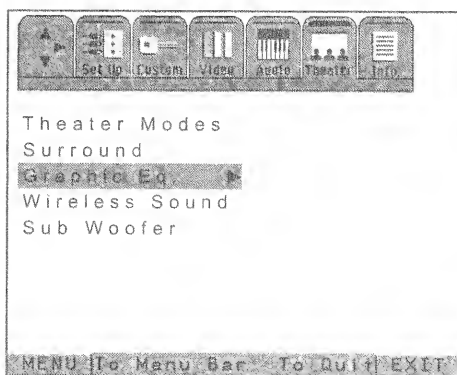 Set Up Custom Video Audio Theater Info
Theater Modes
Surround
Graphic Eq.
Wireless Sound
Sub Woofer
MENU To Menu Bar To Quit EXIT